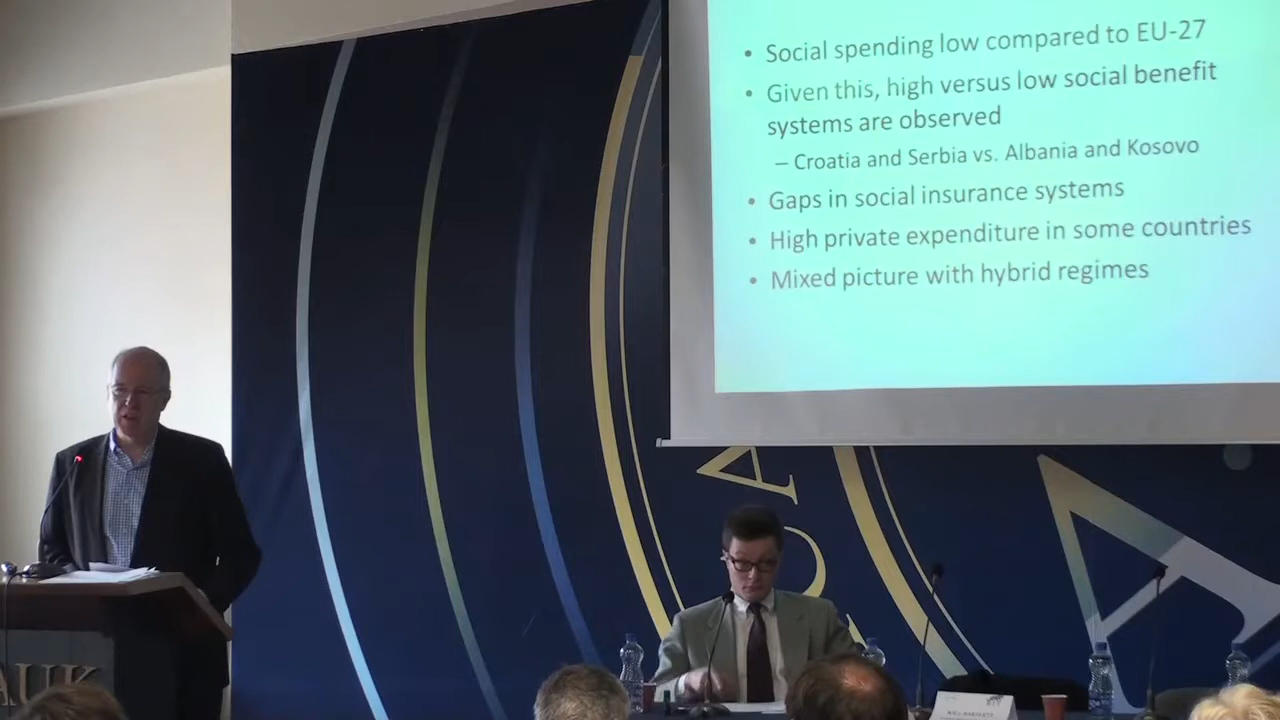 • Social spending low compared to EU-27
• Given this, high versus low social benefit
systems are observed
– Croatia and Serbia vs. Albania and Kosovo
• Gaps in social insurance systems
• High private expenditure in some countries
• Mixed picture with hybrid regimes
AUK